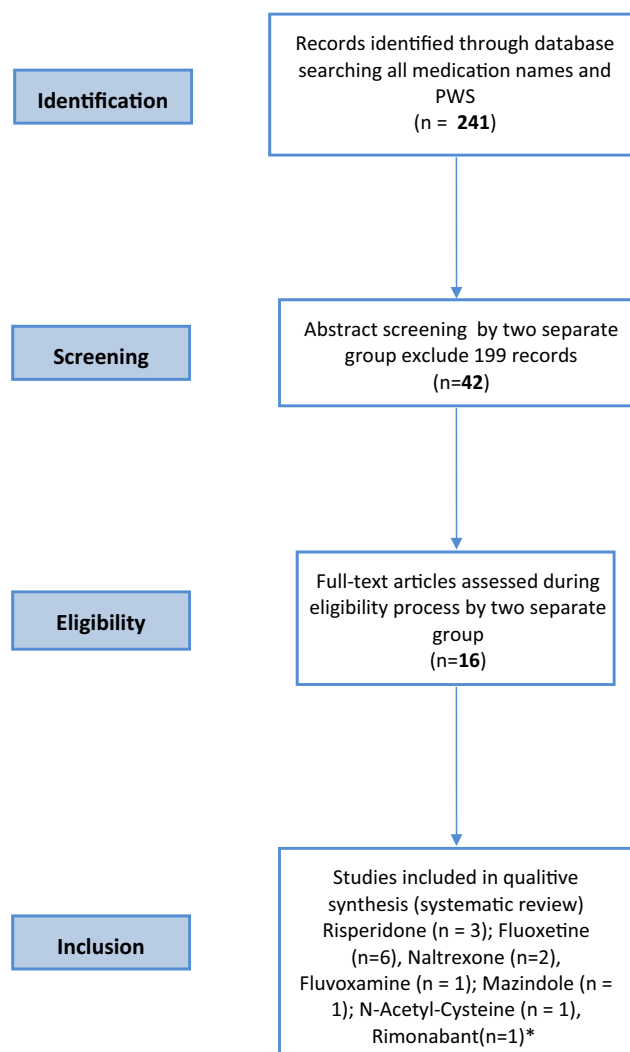 Identification
Records identified through database
searching all medication names and
PWS
(n = 241)
Screening
Abstract screening by two separate
group exclude 199 records
(n=42)
Eligibility
Full-text articles assessed during
eligibility process by two separate
group
(n=16)
Inclusion
Studies included in qualitive
synthesis (systematic review)
Risperidone (n = 3); Fluoxetine
(n=6), Naltrexone (n=2),
Fluvoxamine (n = 1); Mazindole (n =
1); N-Acetyl-Cysteine (n = 1),
Rimonabant(n=1)*